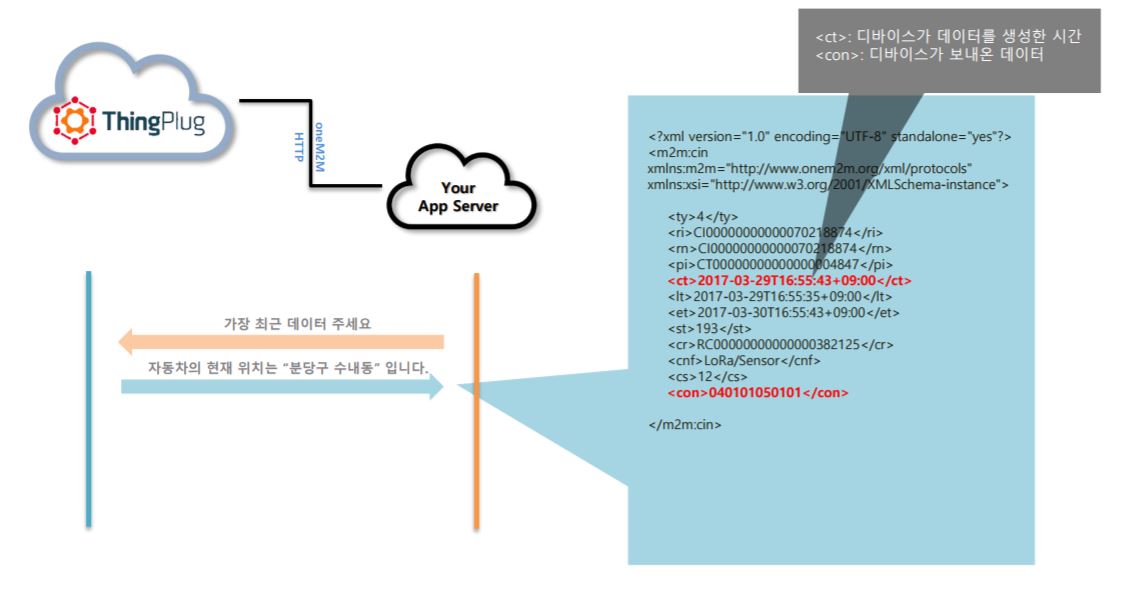 <ct>: 디바이스가 데이터를 생성한 시간
<con>: 디바이스가 보내온 데이터
ThingPlug
oneM2M
HTTP
Your
App Server
<?xml version="1.0" encoding="UTF-8" standalone="yes"?>
<m2m:cin
xmlns:m2m="http://www.onem2m.org/xml/protocols"
xmlns:xsi="http://www.w3.org/2001/XMLSchema-instance">
<ty>4</ty>
<ri>CI00000000000070218874</ri>
<rn>CI00000000000070218874</rn>
<pi>CT00000000000000004847</pi>
<ct>2017-03-29T16:55:43+09:00</ct>
<lt>2017-03-29T16:55:35+09:00</lt>
<et>2017-03-30T16:55:43+09:00</et>
<st>193</st>
<cr>RC00000000000000382125</cr>
<cnf>LoRa/Sensor</cnf>
<cs>12</cs>
<con>040101050101</con>
</m2m:cin>
가장 최근 데이터 주세요
자동차의 현재 위치는 “분당구 수내동” 입니다.